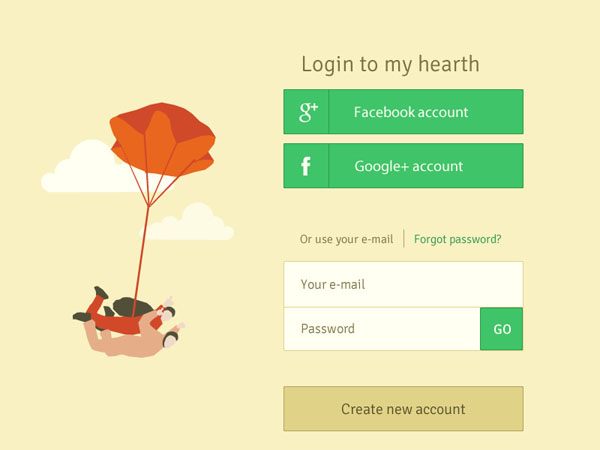 Login to my hearth
g+ Facebook account
f Google+ account
Or use your e-mail | Forgot password?
Your e-mail
Password GO
Create new account